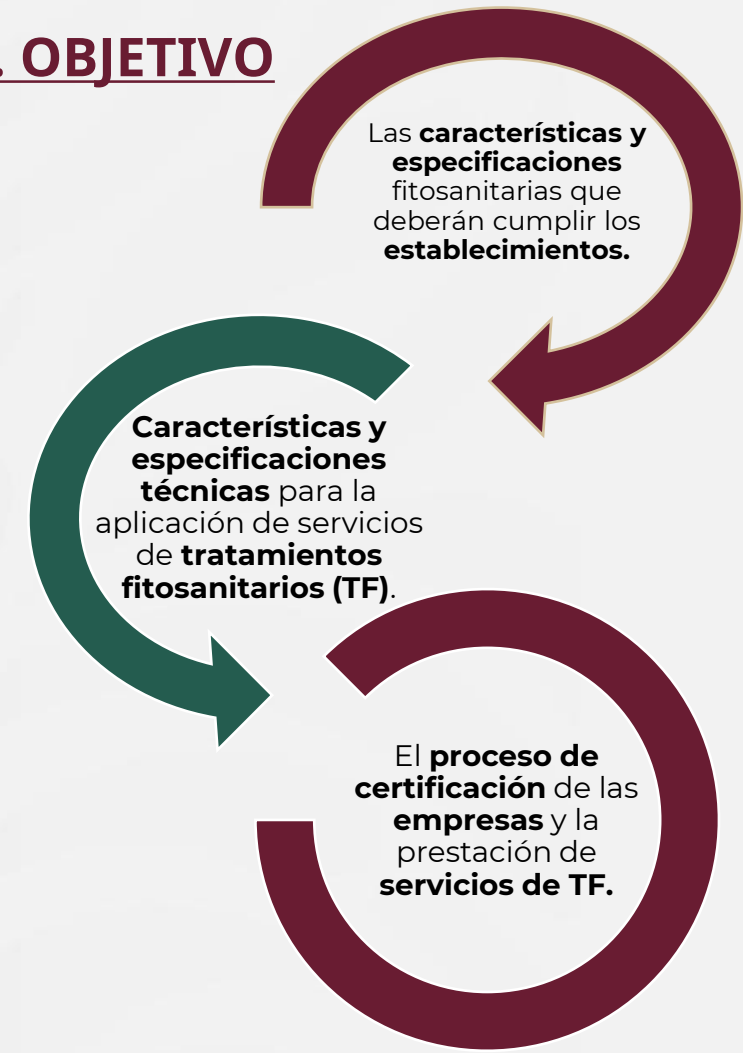 . OBJETIVO
Las características y
especificaciones
fitosanitarias que
deberán cumplir los
establecimientos.
Características y
especificaciones
técnicas para la
aplicación de servicios
de tratamientos
fitosanitarios (TF).
El proceso de
certificación de las
empresas y la
prestación de
servicios de TF.